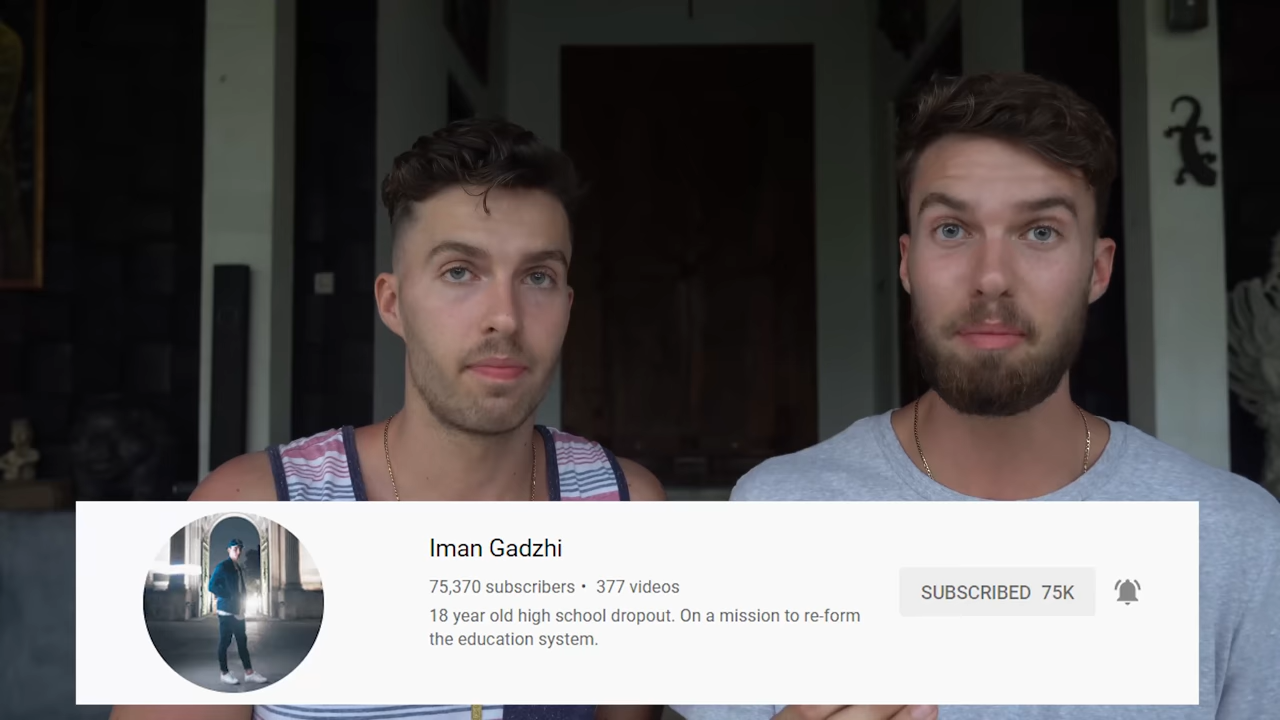 Iman Gadzhi
75,370 subscribers • 377 videos
18 year old high school dropout. On a mission to re-form
the education system.
SUBSCRIBED 75K